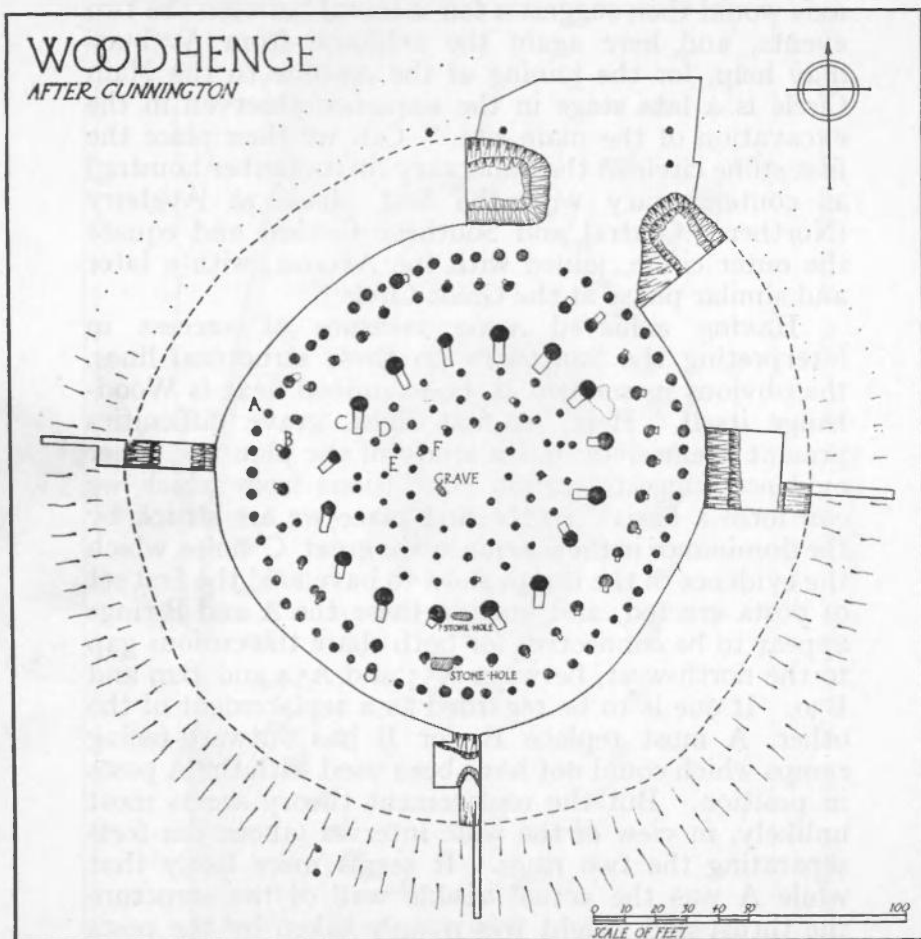 WOODHENGE
AFTER CUNNINGTON
B C D E F
GRAVE
STONE HOLE
STONE-HOLE
0 10 20 30 40 50 100
SCALE OF FEET